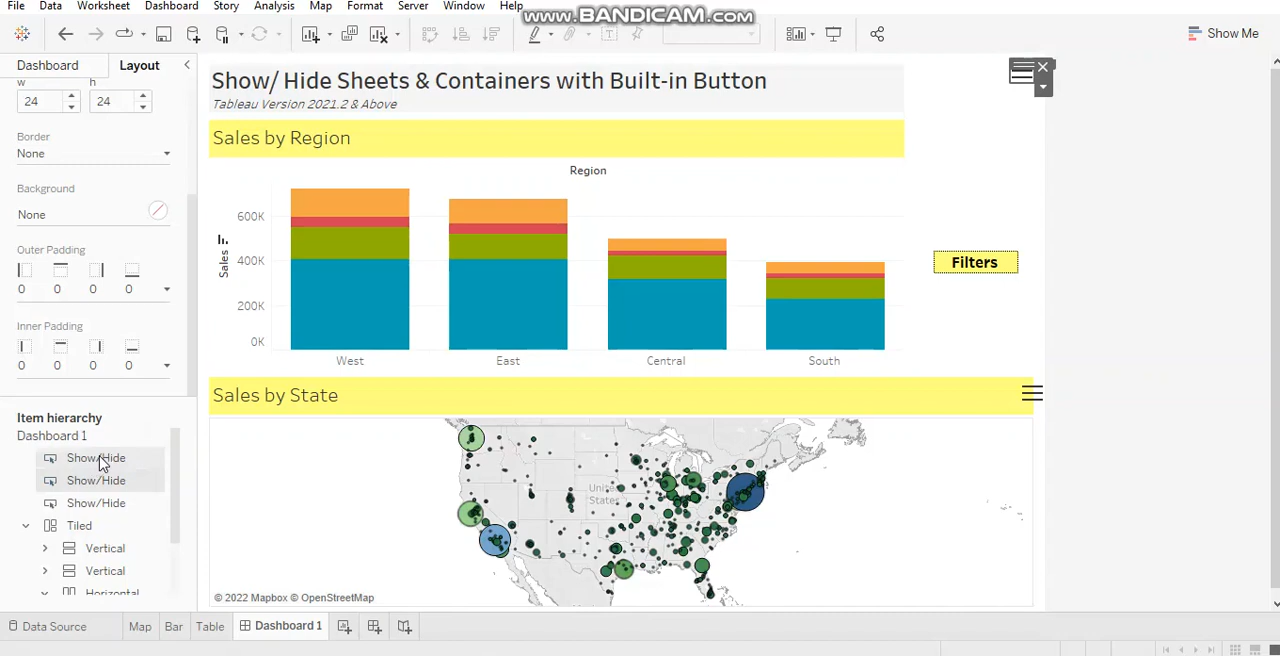 File Data Worksheet Dashboard Story Analysis Map Format Server Window Help
www.BANDICAM.com
Show Me
Dashboard Layout
w h
24 24
Border
None
Background
None
Outer Padding
0 0 0 0
Inner Padding
0 0 0 0
Item hierarchy
Dashboard 1
Show/Hide
Show/Hide
Show/Hide
Tiled
Vertical
Vertical
Horizontal
Show/ Hide Sheets & Containers with Built-in Button
Tableau Version 2021.2 & Above
Sales by Region
Region
600K
400K
200K
0K
Sales
West East Central South
Filters
Sales by State
United States
© 2022 Mapbox © OpenStreetMap
Data Source Map Bar Table Dashboard 1